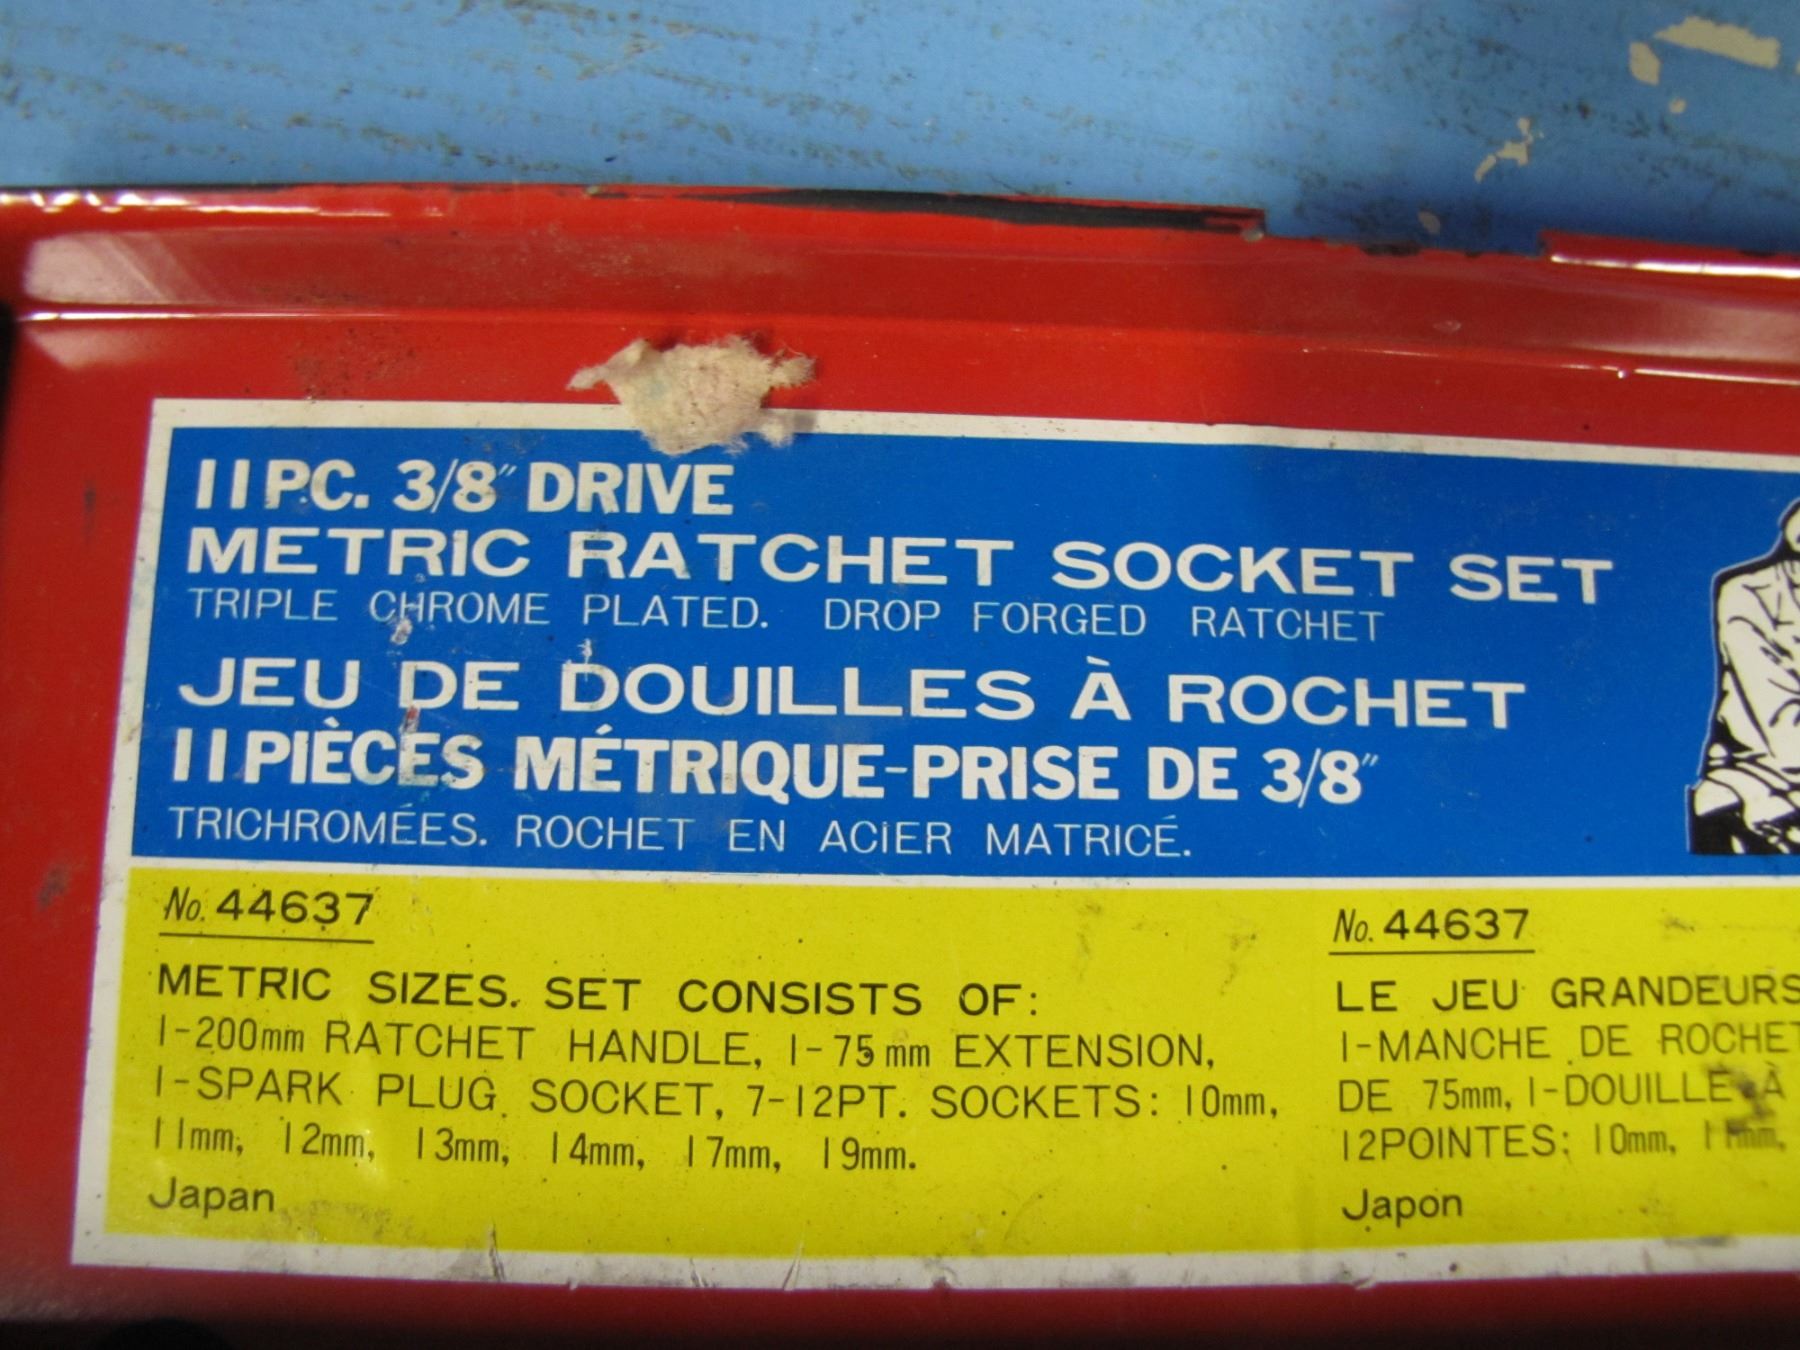 11PC. 3/8" DRIVE
METRIC RATCHET SOCKET SET
TRIPLE CHROME PLATED. DROP FORGED RATCHET
JEU DE DOUILLES À ROCHET
11 PIÈCES MÉTRIQUE-PRISE DE 3/8"
TRICHROMÉES. ROCHET EN ACIER MATRICÉ.
No. 44637
METRIC SIZES. SET CONSISTS OF:
1-200mm RATCHET HANDLE, 1-75mm EXTENSION,
1-SPARK PLUG SOCKET, 7-12PT. SOCKETS: 10mm,
11mm, 12mm, 13mm, 14mm, 17mm, 19mm.
Japan
No. 44637
LE JEU GRANDEURS
1-MANCHE DE ROCHET
DE 75mm, 1-DOUILLE À
12POINTES: 10mm, 11mm,
Japon